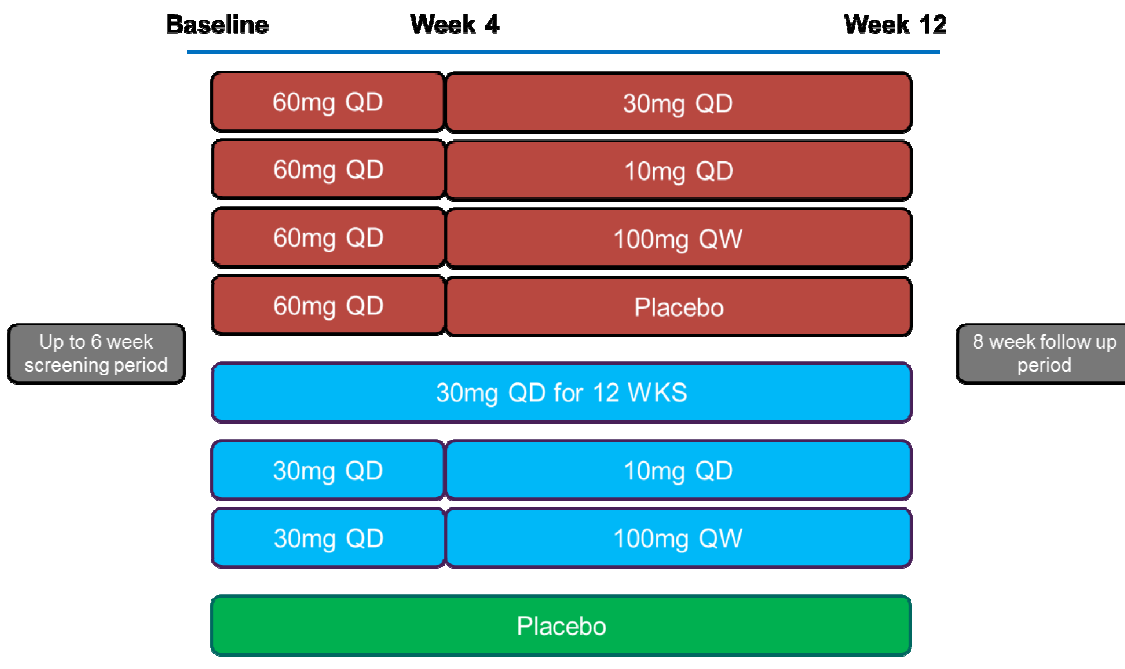 Baseline Week 4 Week 12
60mg QD 30mg QD
60mg QD 10mg QD
60mg QD 100mg QW
60mg QD Placebo
Up to 6 week
screening period
8 week follow up
period
30mg QD for 12 WKS
30mg QD 10mg QD
30mg QD 100mg QW
Placebo